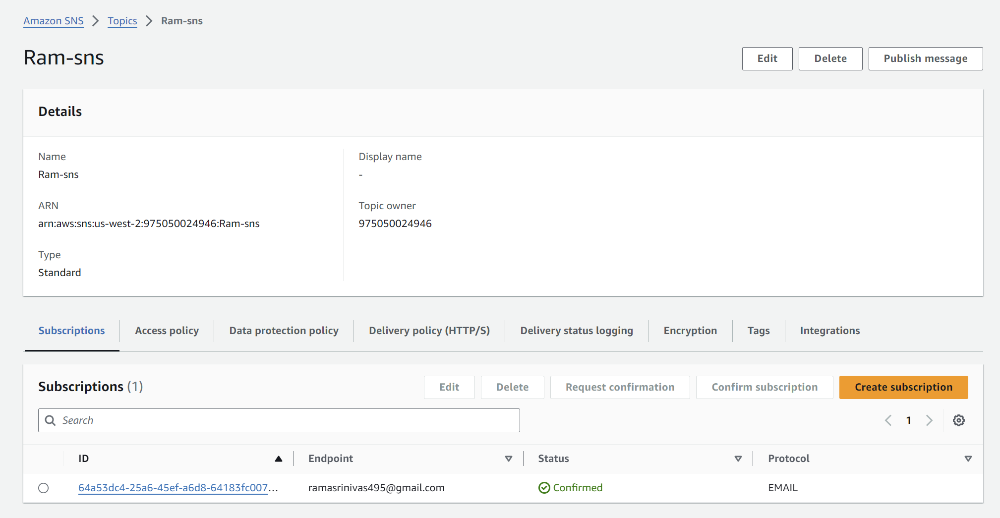 Amazon SNS > Topics > Ram-sns
Ram-sns
Edit
Delete
Publish message
Details
Name
Ram-sns
Display name
-
ARN
arn:aws:sns:us-west-2:975050024946:Ram-sns
Topic owner
975050024946
Type
Standard
Subscriptions
Access policy
Data protection policy
Delivery policy (HTTP/S)
Delivery status logging
Encryption
Tags
Integrations
Subscriptions (1)
Edit
Delete
Request confirmation
Confirm subscription
Create subscription
Search
1
ID
Endpoint
Status
Protocol
64a53dc4-25a6-45ef-a6d8-64183fc007...
ramasrinivas495@gmail.com
Confirmed
EMAIL